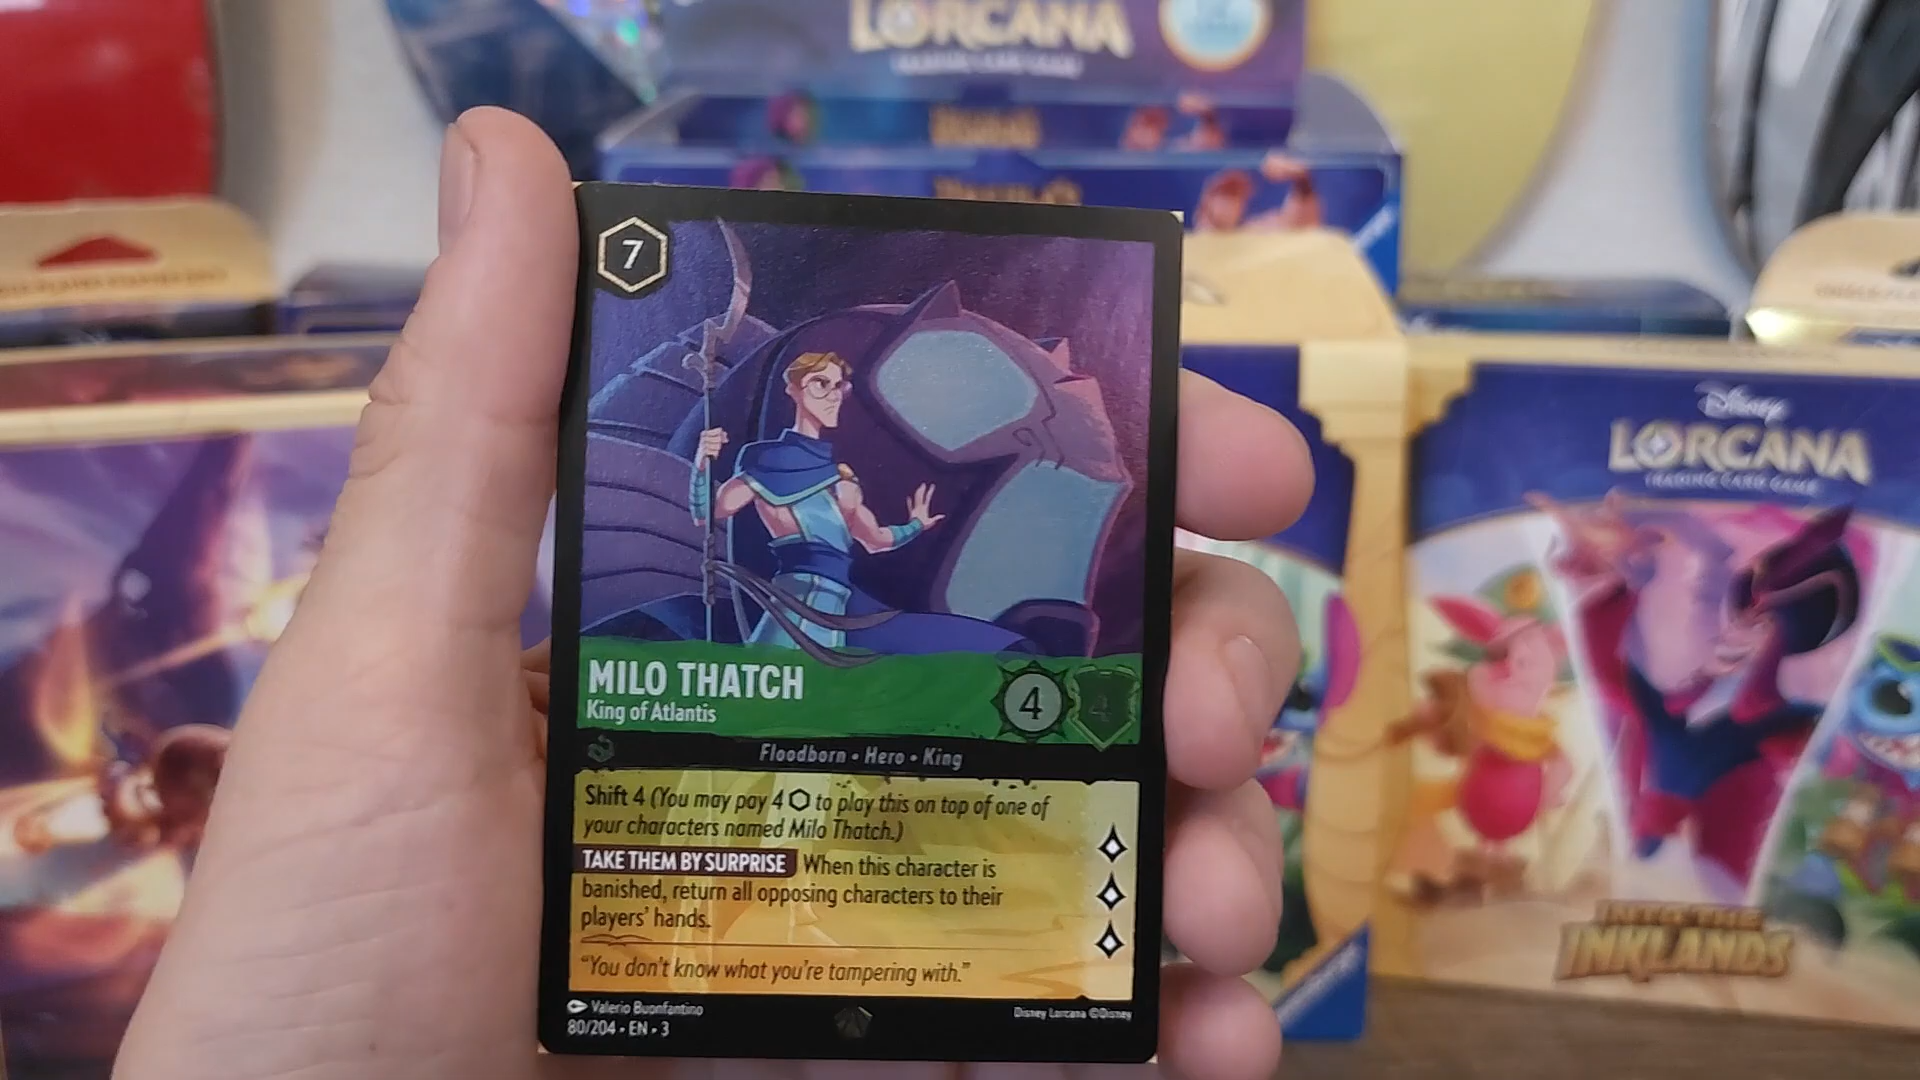 LORCANA
TRADING CARD GAME
7
MILO THATCH
King of Atlantis
4
4
Floodborn • Hero • King
Shift 4 (You may pay 4 ⬡ to play this on top of one of
your characters named Milo Thatch.)
TAKE THEM BY SURPRISE When this character is
banished, return all opposing characters to their
players' hands.
"You don't know what you're tampering with."
Valerio Buonfantino
80/204 • EN • 3
Disney Lorcana ©Disney
Disney
LORCANA
TRADING CARD GAME
INTO THE
INKLANDS